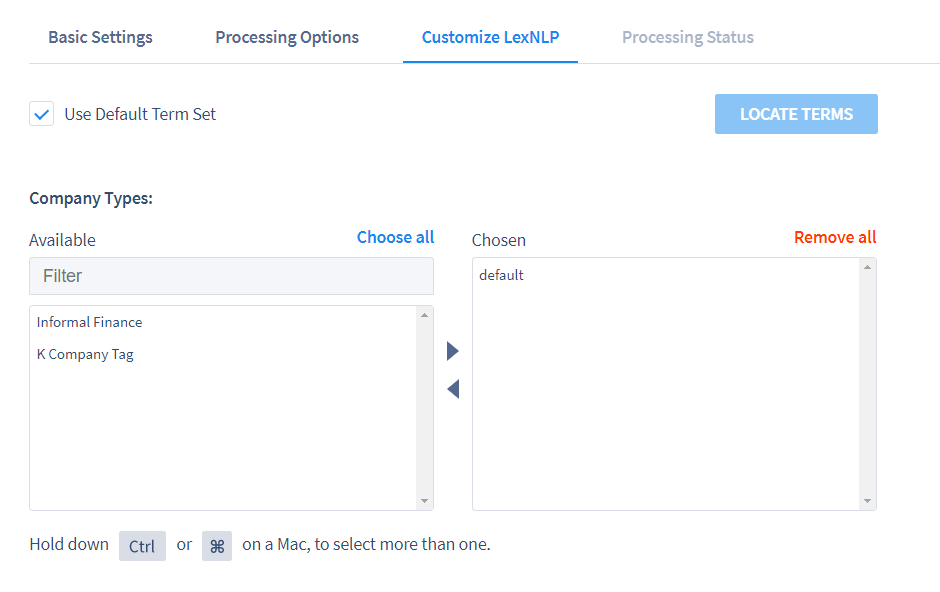 Basic Settings Processing Options Customize LexNLP Processing Status
Use Default Term Set LOCATE TERMS
Company Types:
Available Choose all Chosen Remove all
Filter
default
Informal Finance
K Company Tag
Hold down Ctrl or ⌘ on a Mac, to select more than one.